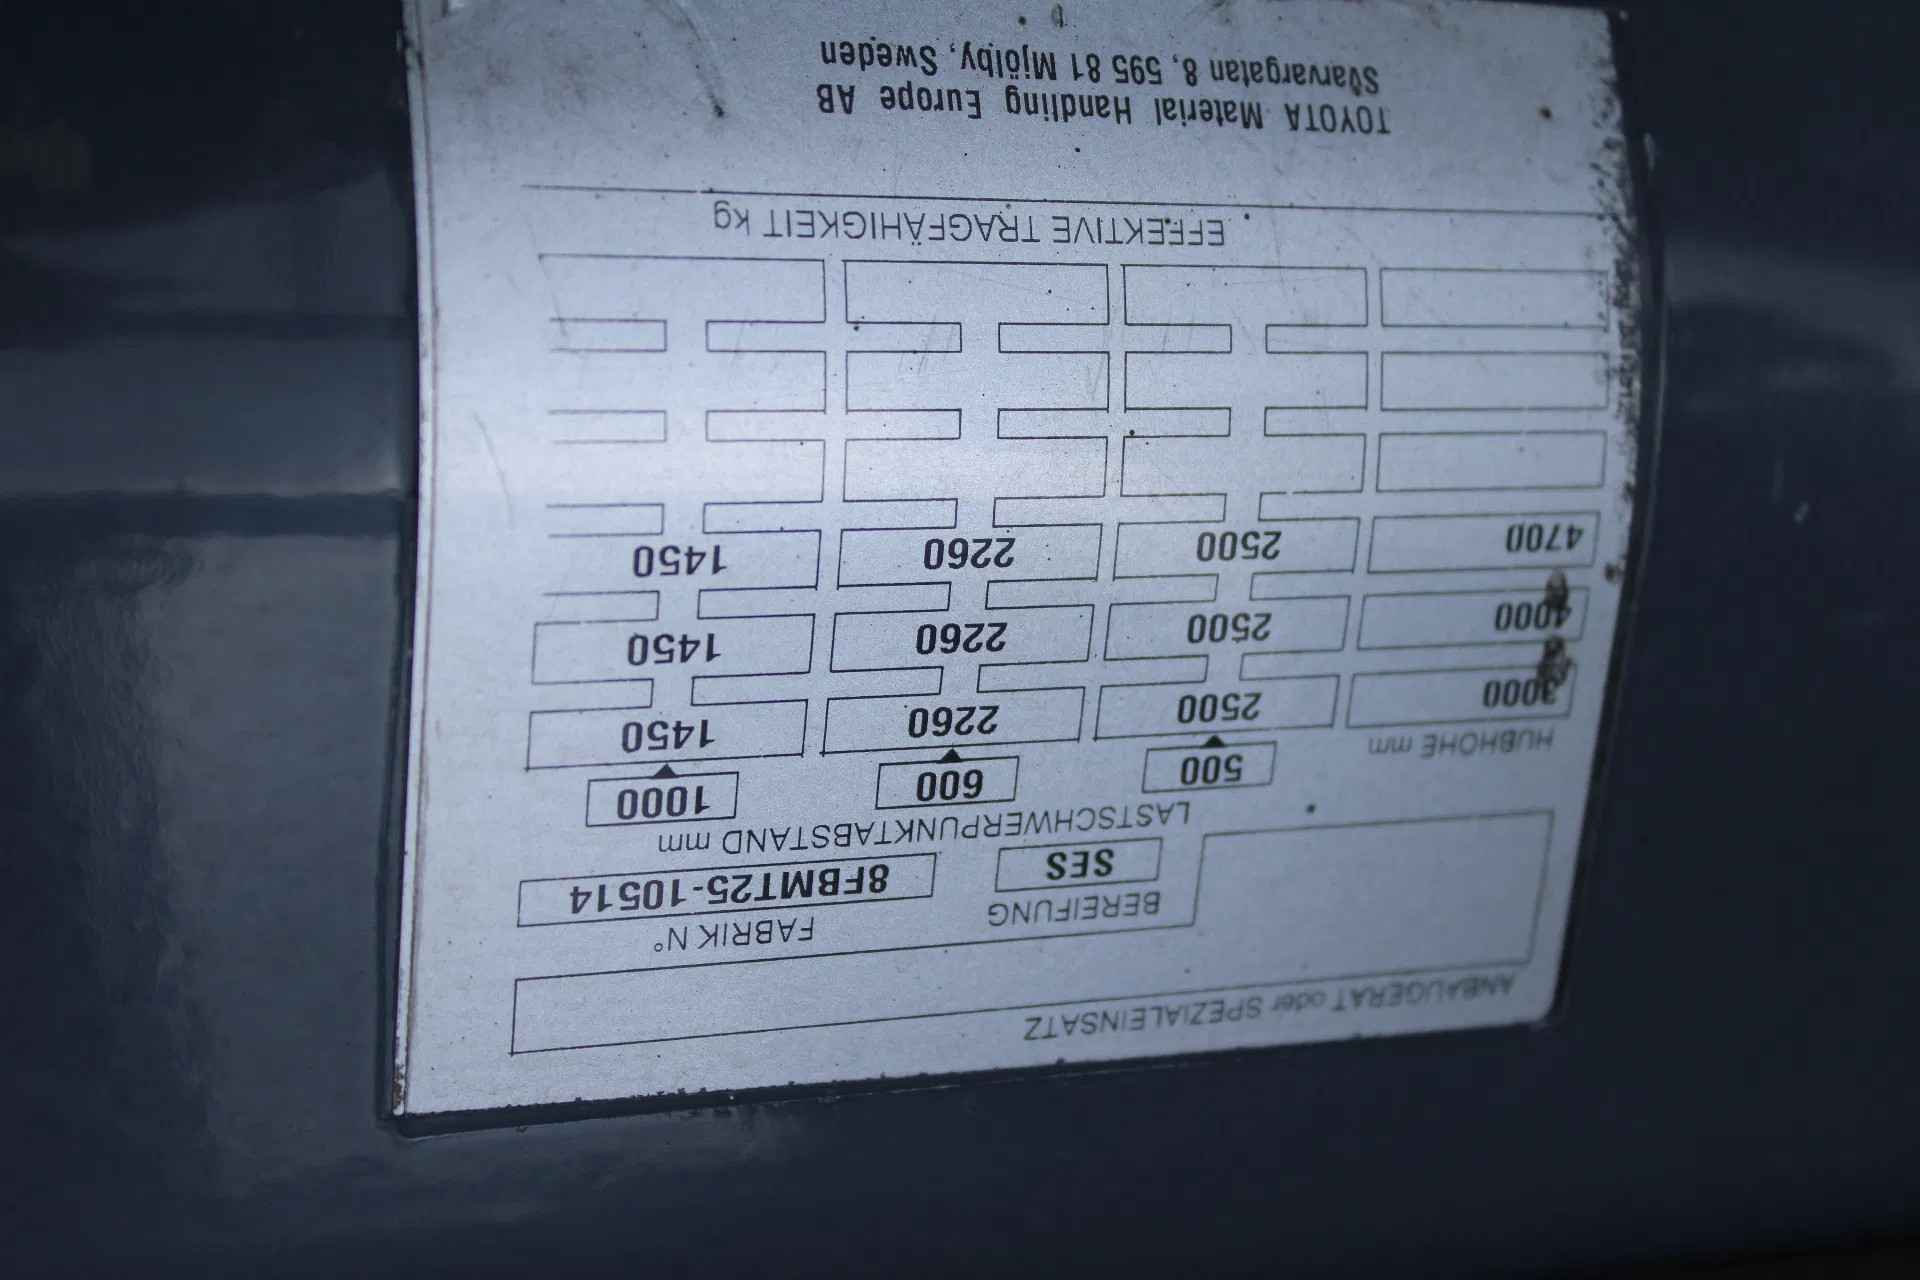 ANBAUGERÄT oder SPEZIALEINSATZ
BEREIFUNG FABRIK N°
SES 8FBMT25-10514
LASTSCHWERPUNKTABSTAND mm
500 600 1000
HUBHÖHE mm
3000 2500 2260 1450
4000 2500 2260 1450
4700 2500 2260 1450
EFFEKTIVE TRAGFÄHIGKEIT kg
TOYOTA Material Handling Europe AB
Svarvargatan 8, 595 81 Mjölby, Sweden